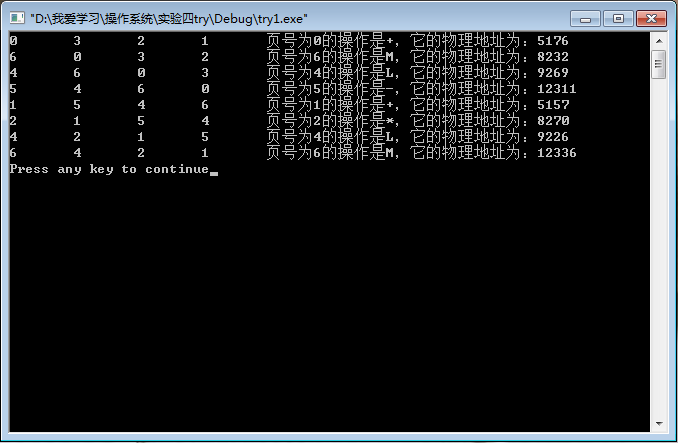 "D:\我爱学习\操作系统\实验四try\Debug\try1.exe"
0 3 2 1 页号为0的操作是+, 它的物理地址为: 5176
6 0 3 2 页号为6的操作是M, 它的物理地址为: 8232
4 6 0 3 页号为4的操作是L, 它的物理地址为: 9269
5 4 6 0 页号为5的操作是-, 它的物理地址为: 12311
1 5 4 6 页号为1的操作是+, 它的物理地址为: 5157
2 1 5 4 页号为2的操作是*, 它的物理地址为: 8270
4 2 1 5 页号为4的操作是L, 它的物理地址为: 9226
6 4 2 1 页号为6的操作是M, 它的物理地址为: 12336
Press any key to continue_